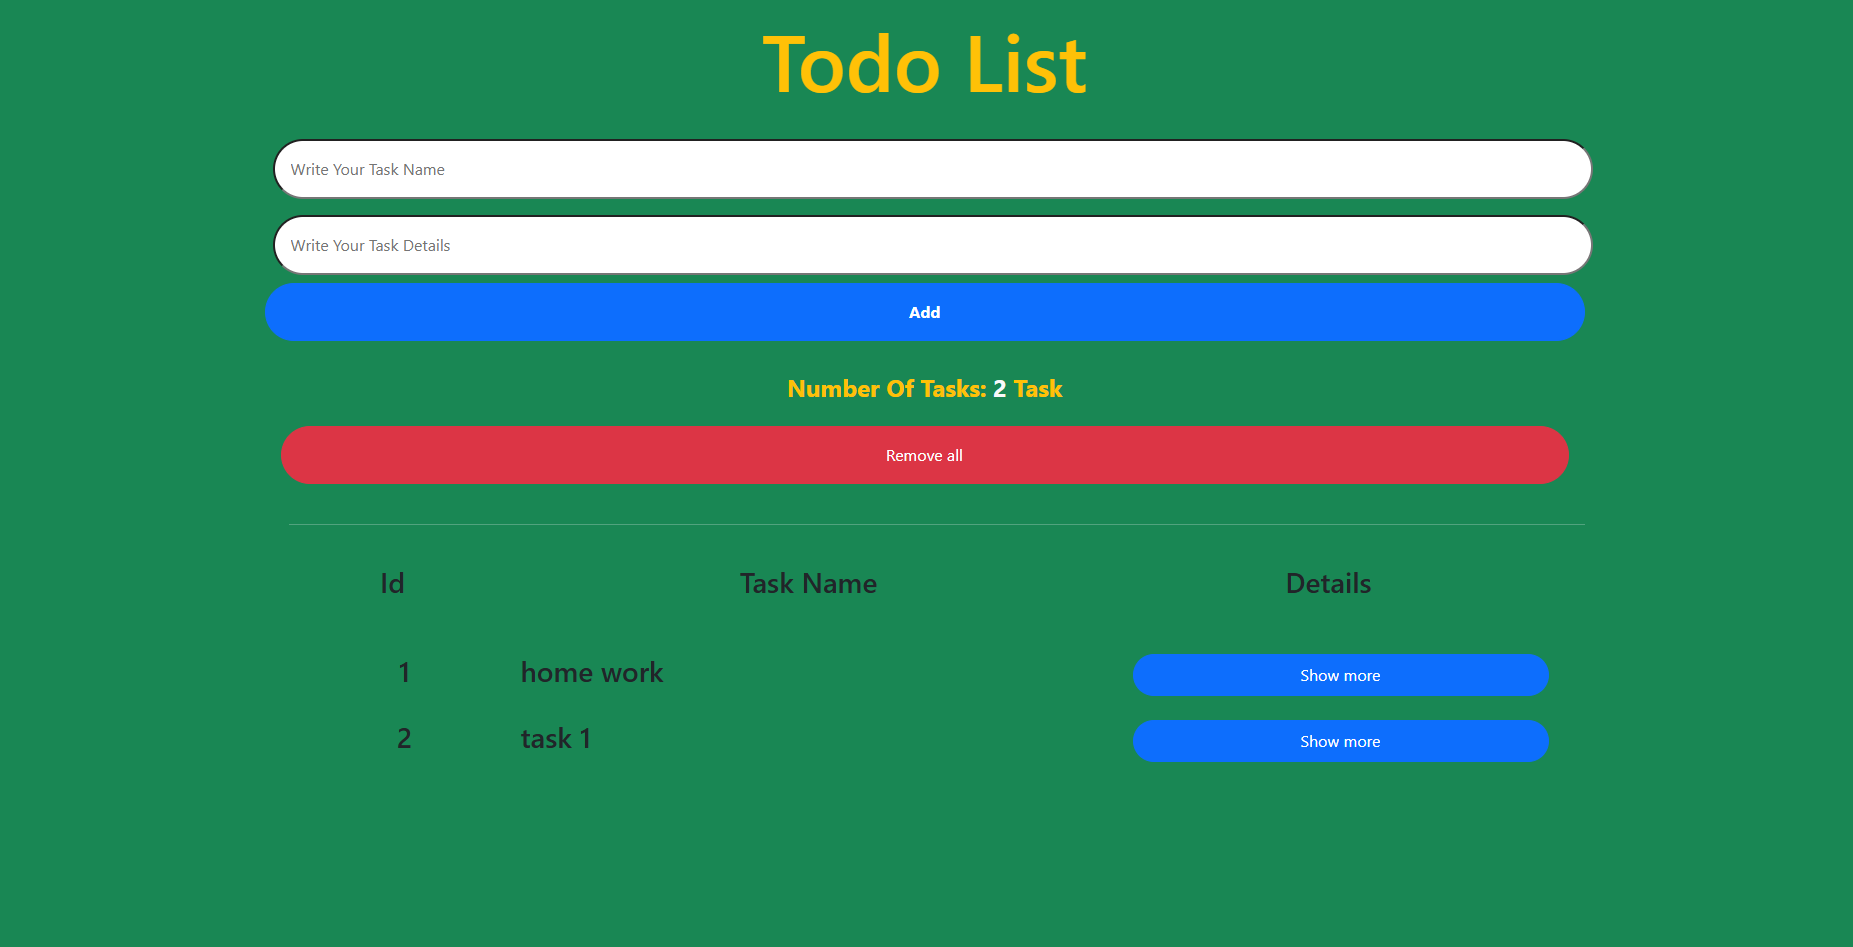 Todo List
Write Your Task Name
Write Your Task Details
Add
Number Of Tasks: 2 Task
Remove all
Id Task Name Details
1 home work Show more
2 task 1 Show more